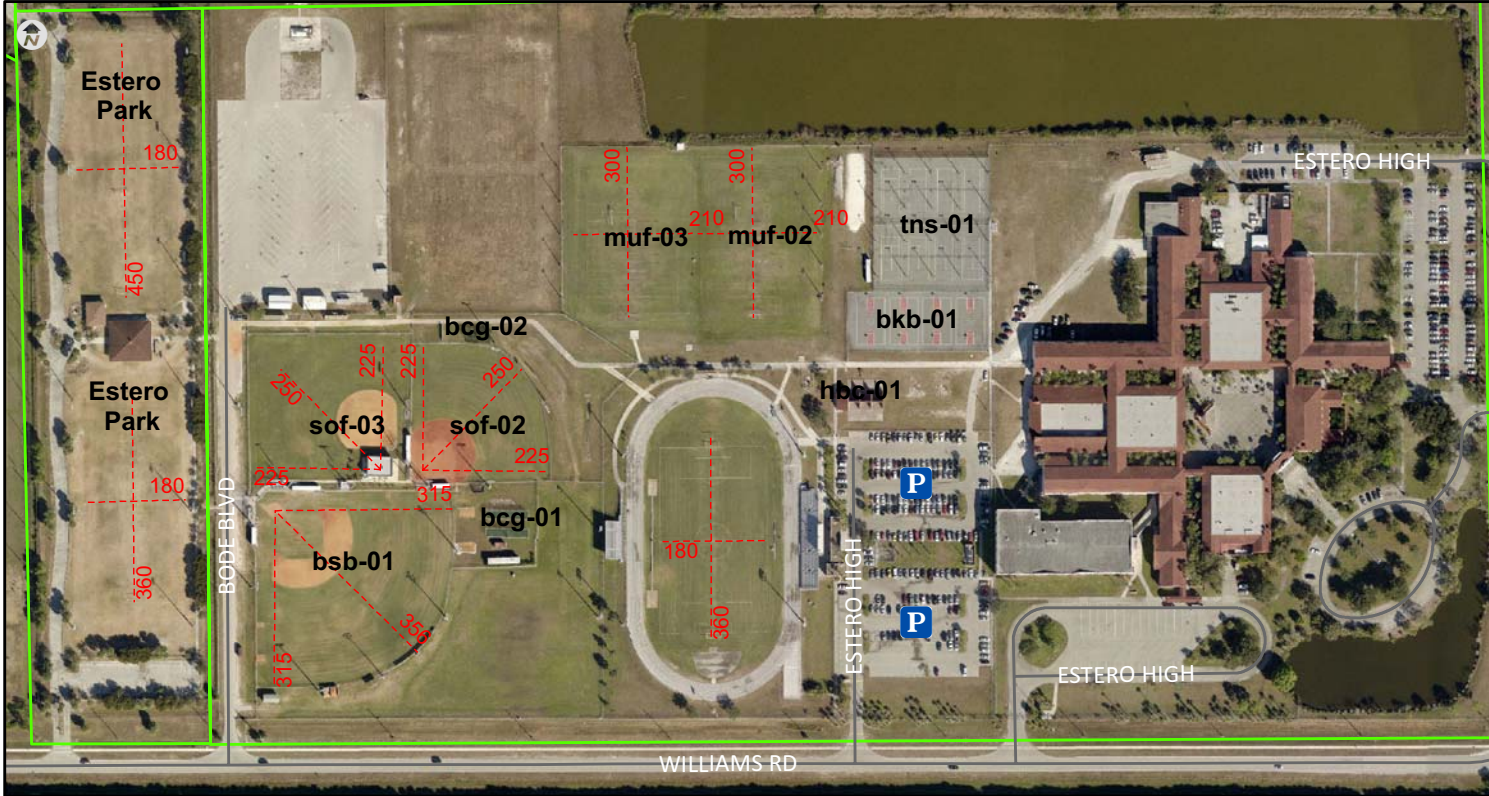 N
Estero
Park
180
450
Estero
Park
180
360
BODE BLVD
300
300
210
210
muf-03
muf-02
tns-01
bkb-01
ESTERO HIGH
bcg-02
225
225
250
250
sof-03
sof-02
225
225
hbc-01
315
bcg-01
bsb-01
356
315
180
360
P
P
ESTERO HIGH
ESTERO HIGH
WILLIAMS RD